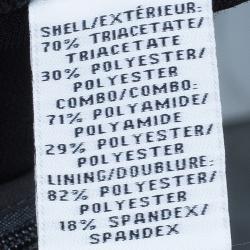 SHELL/EXTÉRIEUR:
70% TRIACETATE/
TRIACETATE
30% POLYESTER/
POLYESTER
COMBO/COMBO:
71% POLYAMIDE/
POLYAMIDE
29% POLYESTER/
POLYESTER
LINING/DOUBLURE:
82% POLYESTER/
POLYESTER
18% SPANDEX/
SPANDEX